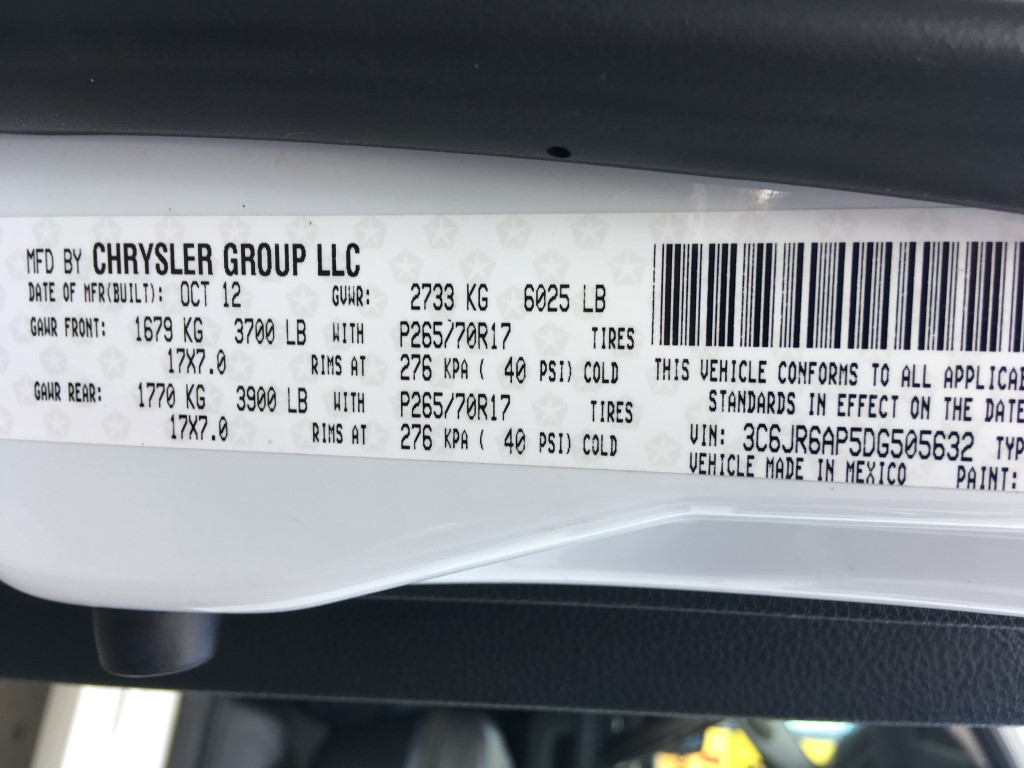 MFD BY CHRYSLER GROUP LLC
DATE OF MFR(BUILT): OCT 12 GVWR: 2733 KG 6025 LB
GAWR FRONT: 1679 KG 3700 LB WITH P265/70R17 TIRES
17X7.0 RIMS AT 276 KPA ( 40 PSI) COLD
GAWR REAR: 1770 KG 3900 LB WITH P265/70R17 TIRES
17X7.0 RIMS AT 276 KPA ( 40 PSI) COLD
THIS VEHICLE CONFORMS TO ALL APPLICAB
STANDARDS IN EFFECT ON THE DATE
VIN: 3C6JR6AP5DG505632 TYP
VEHICLE MADE IN MEXICO PAINT: